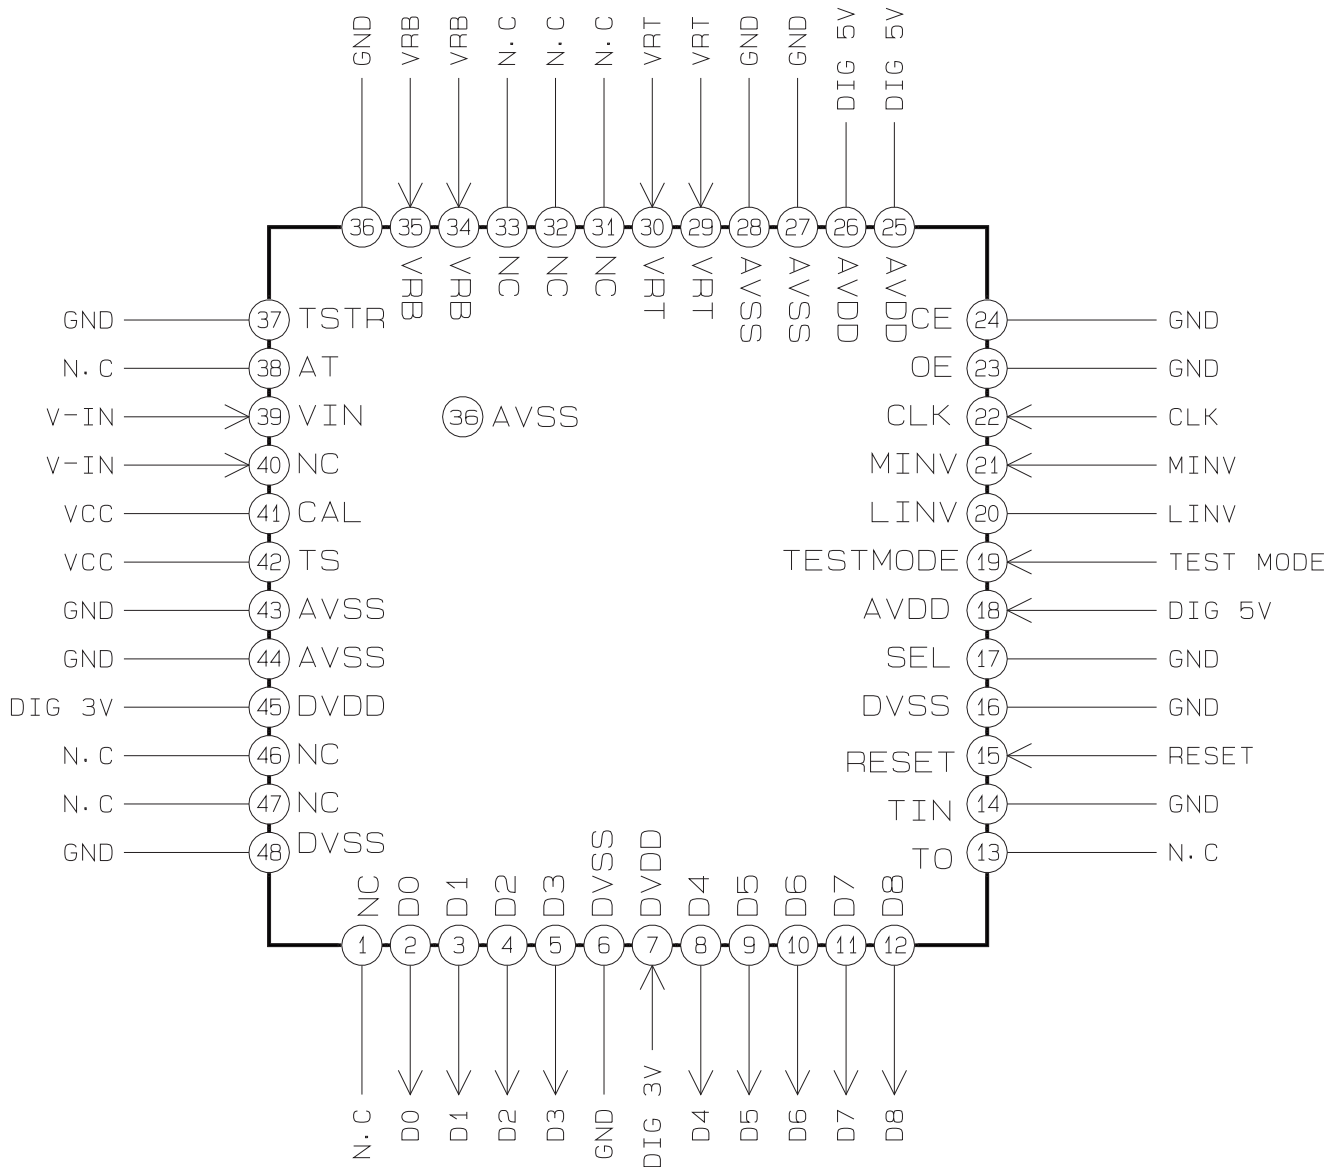 GND VRB VRB N.C N.C N.C VRT VRT GND GND DIG 5V DIG 5V
36 35 34 33 32 31 30 29 28 27 26 25
VRB VRB NC NC NC VRT VRT AVSS AVSS AVDD AVDD
GND 37 TSTR CE 24 GND
N.C 38 AT OE 23 GND
V-IN 39 VIN 36 AVSS CLK 22 CLK
V-IN 40 NC MINV 21 MINV
VCC 41 CAL LINV 20 LINV
VCC 42 TS TESTMODE 19 TEST MODE
GND 43 AVSS AVDD 18 DIG 5V
GND 44 AVSS SEL 17 GND
DIG 3V 45 DVDD DVSS 16 GND
N.C 46 NC RESET 15 RESET
N.C 47 NC TIN 14 GND
GND 48 DVSS TO 13 N.C
NC D0 D1 D2 D3 DVSS DVDD D4 D5 D6 D7 D8
1 2 3 4 5 6 7 8 9 10 11 12
N.C D0 D1 D2 D3 GND DIG 3V D4 D5 D6 D7 D8